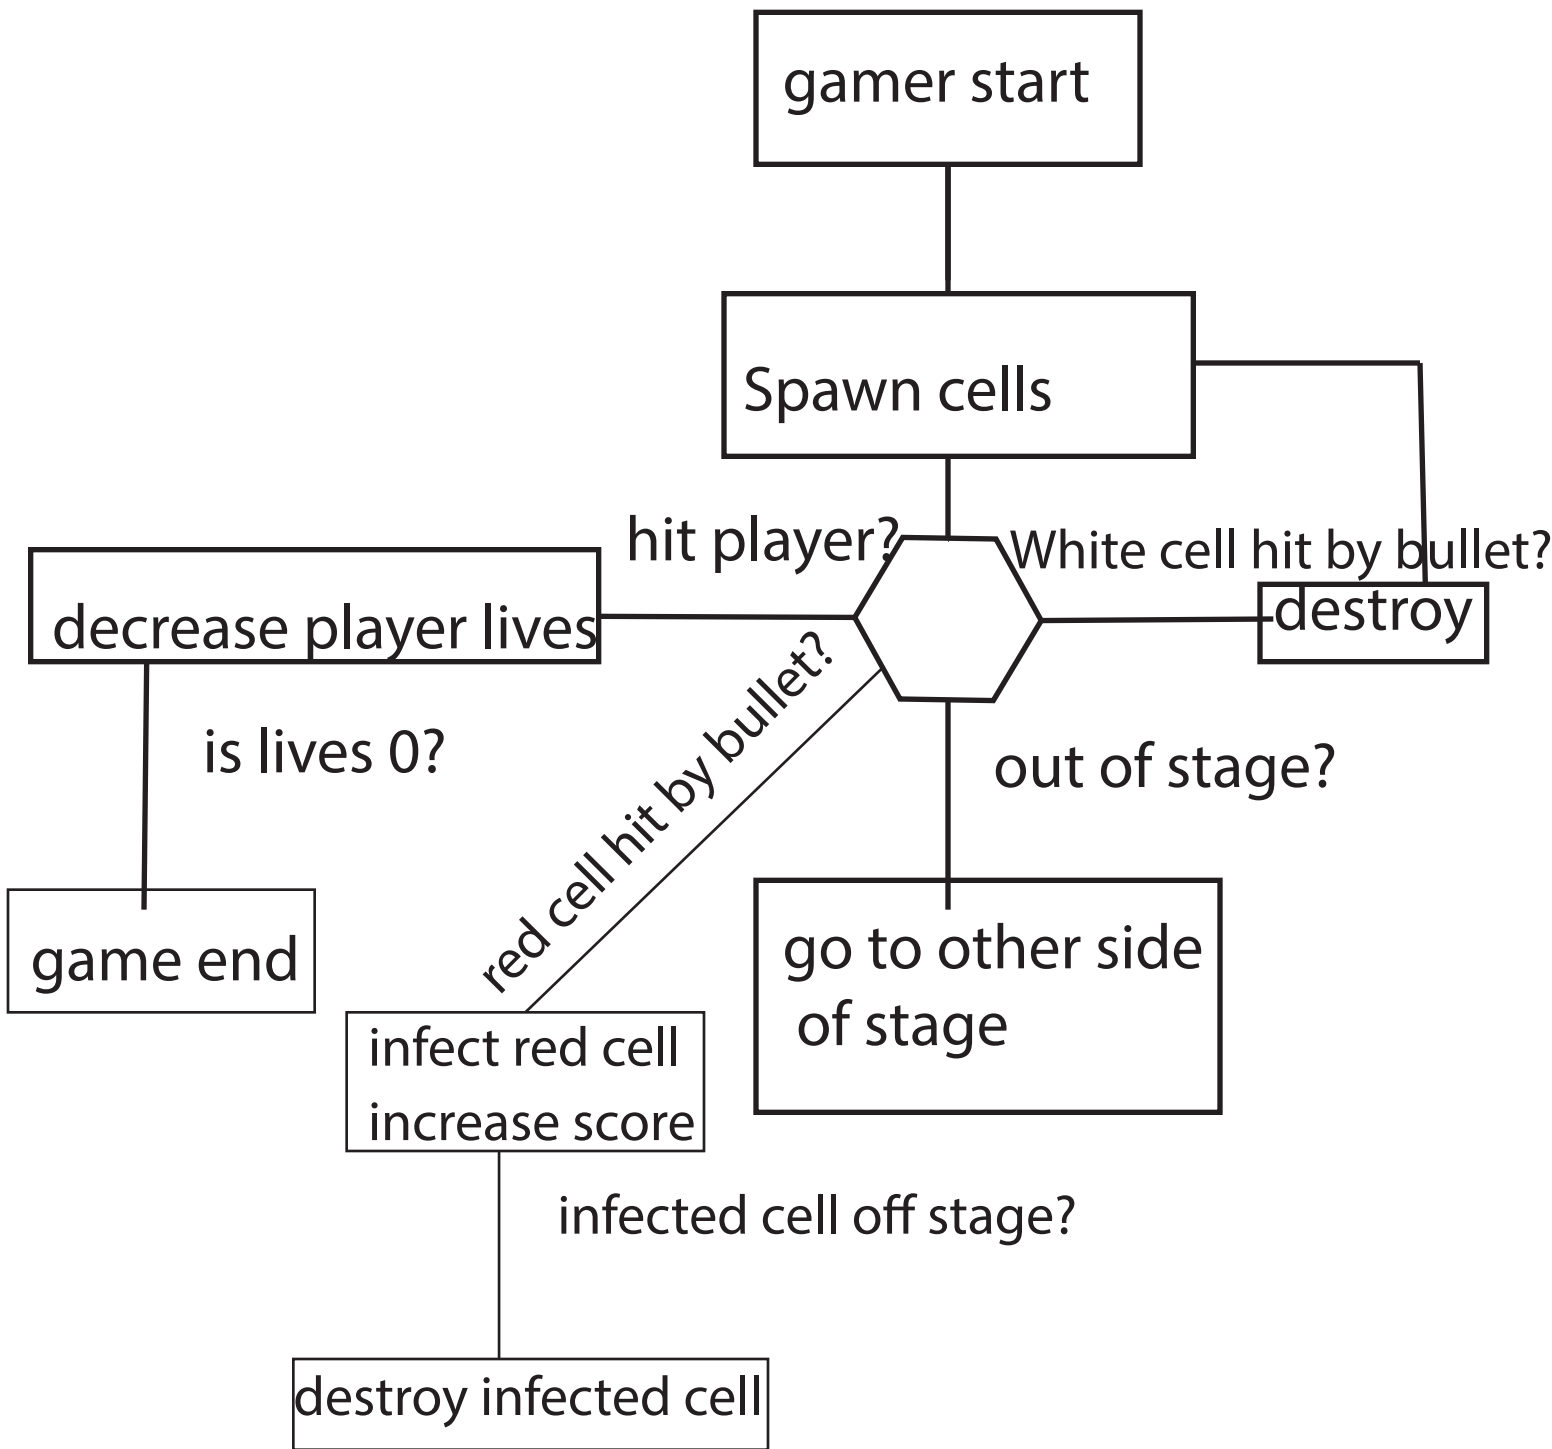 gamer start
Spawn cells
hit player?
White cell hit by bullet?
decrease player lives
destroy
red cell hit by bullet?
is lives 0?
out of stage?
game end
go to other side
of stage
infect red cell
increase score
infected cell off stage?
destroy infected cell